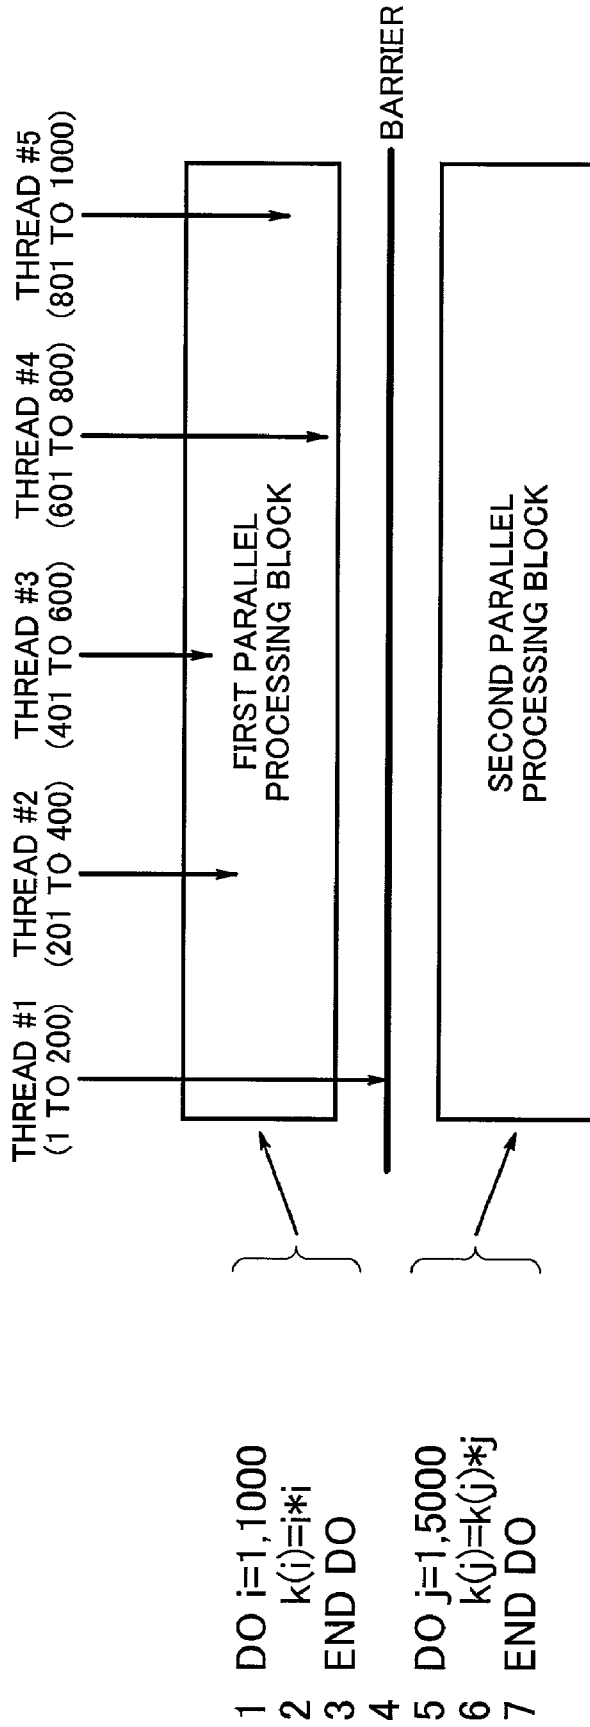 THREAD #1
(1 TO 200)
THREAD #2
(201 TO 400)
THREAD #3
(401 TO 600)
THREAD #4
(601 TO 800)
THREAD #5
(801 TO 1000)
1 DO i=1,1000
2 k(i)=i*i
3 END DO
4
5 DO j=1,5000
6 k(j)=k(j)*j
7 END DO
FIRST PARALLEL
PROCESSING BLOCK
BARRIER
SECOND PARALLEL
PROCESSING BLOCK